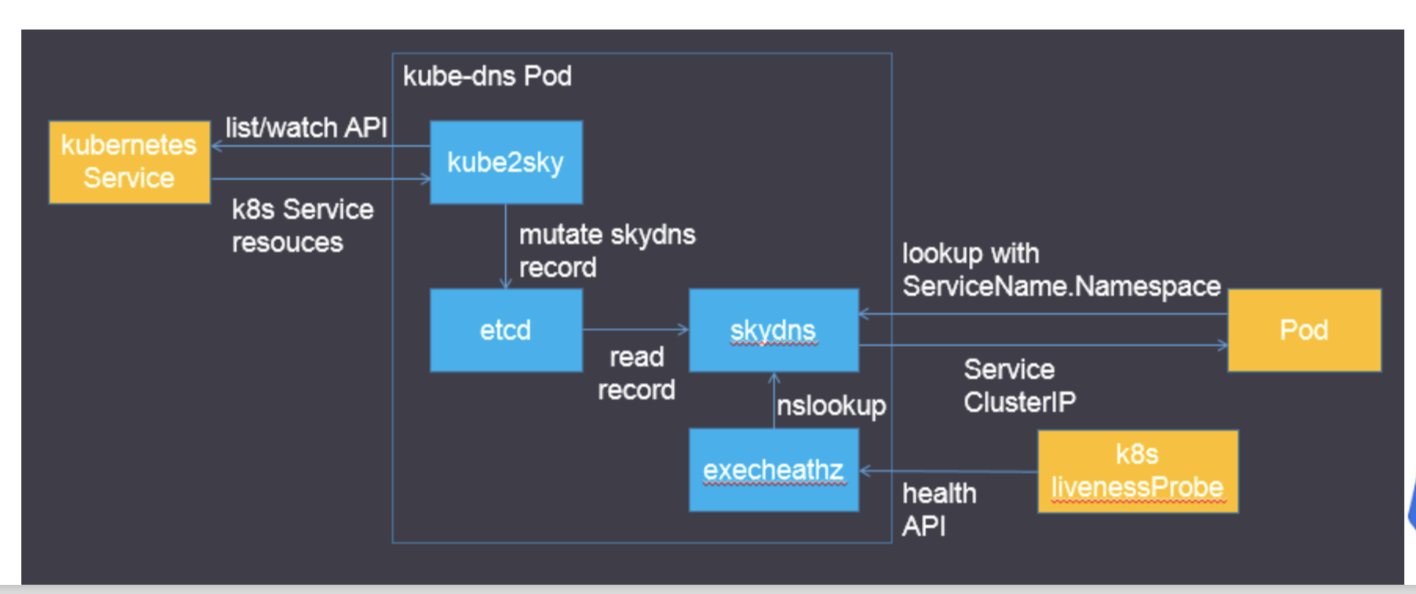 kube-dns Pod
list/watch API
kubernetes
Service
kube2sky
k8s Service
resouces
mutate skydns
record
lookup with
ServiceName.Namespace
etcd
skydns
Pod
read
record
Service
ClusterIP
nslookup
execheathz
k8s
livenessProbe
health
API